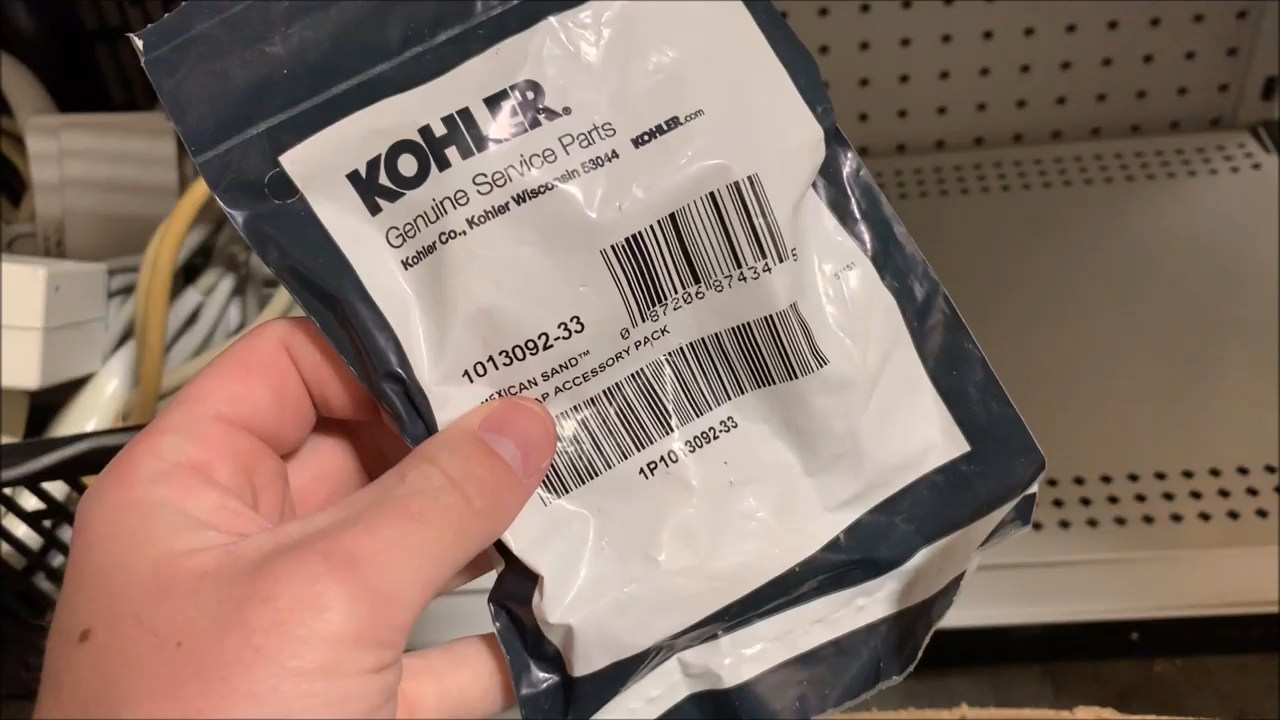 KOHLER®
Genuine Service Parts KOHLER.com
Kohler Co., Kohler Wisconsin 53044
0 87206 87434 5
1013092-33
MEXICAN SAND™
AP ACCESSORY PACK
1P1013092-33